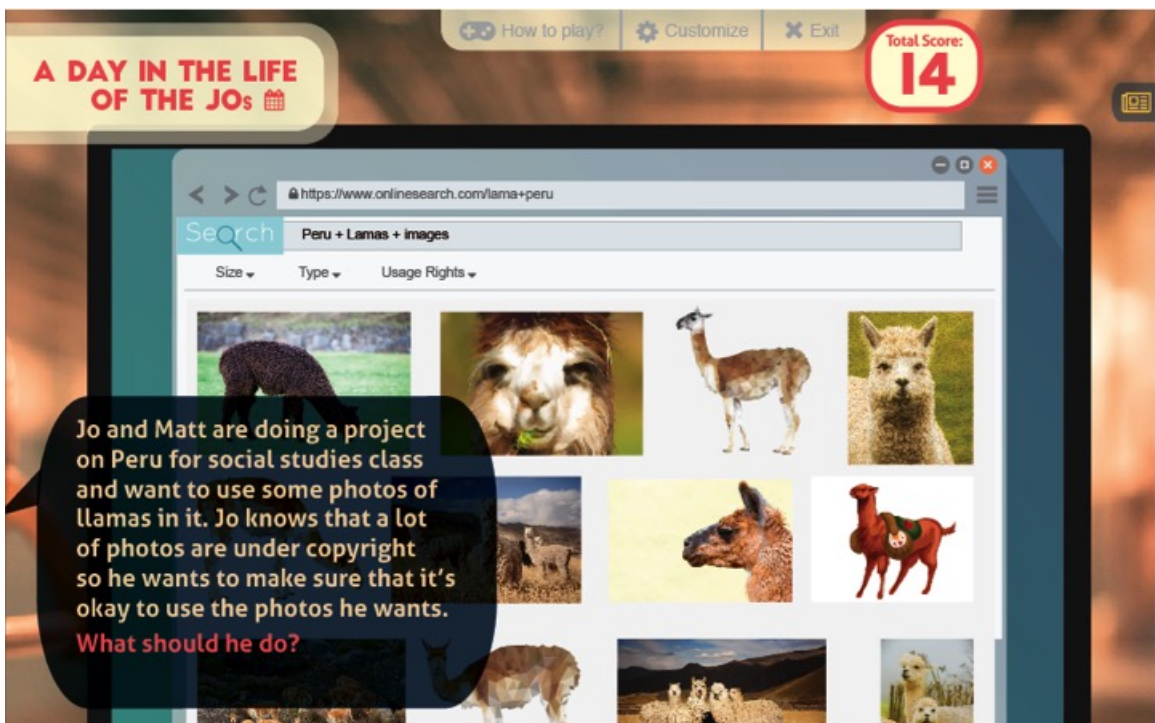 How to play?
Customize
Exit
Total Score:
14
A DAY IN THE LIFE
OF THE JOs
https://www.onlinesearch.com/lama+peru
Search
Peru + Lamas + images
Size
Type
Usage Rights
Jo and Matt are doing a project
on Peru for social studies class
and want to use some photos of
llamas in it. Jo knows that a lot
of photos are under copyright
so he wants to make sure that it's
okay to use the photos he wants.
What should he do?